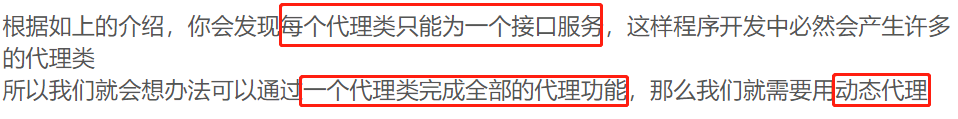 根据如上的介绍，你会发现每个代理类只能为一个接口服务，这样程序开发中必然会产生许多
的代理类
所以我们就会想办法可以通过一个代理类完成全部的代理功能，那么我们就需要用动态代理